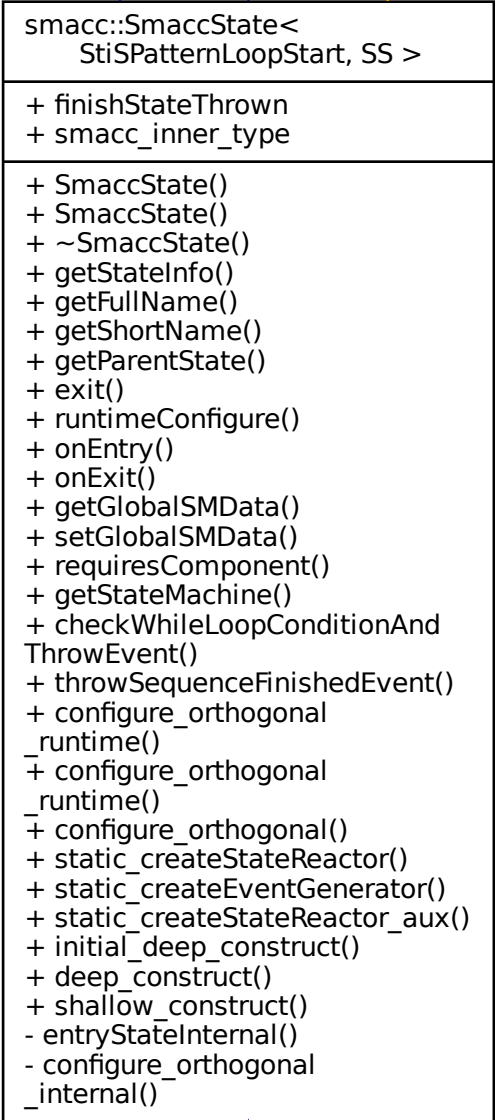 smacc::SmaccState<
StiSPatternLoopStart, SS >
+ finishStateThrown
+ smacc_inner_type
+ SmaccState()
+ SmaccState()
+ ~SmaccState()
+ getStateInfo()
+ getFullName()
+ getShortName()
+ getParentState()
+ exit()
+ runtimeConfigure()
+ onEntry()
+ onExit()
+ getGlobalSMData()
+ setGlobalSMData()
+ requiresComponent()
+ getStateMachine()
+ checkWhileLoopConditionAnd
ThrowEvent()
+ throwSequenceFinishedEvent()
+ configure_orthogonal
_runtime()
+ configure_orthogonal
_runtime()
+ configure_orthogonal()
+ static_createStateReactor()
+ static_createEventGenerator()
+ static_createStateReactor_aux()
+ initial_deep_construct()
+ deep_construct()
+ shallow_construct()
- entryStateInternal()
- configure_orthogonal
_internal()